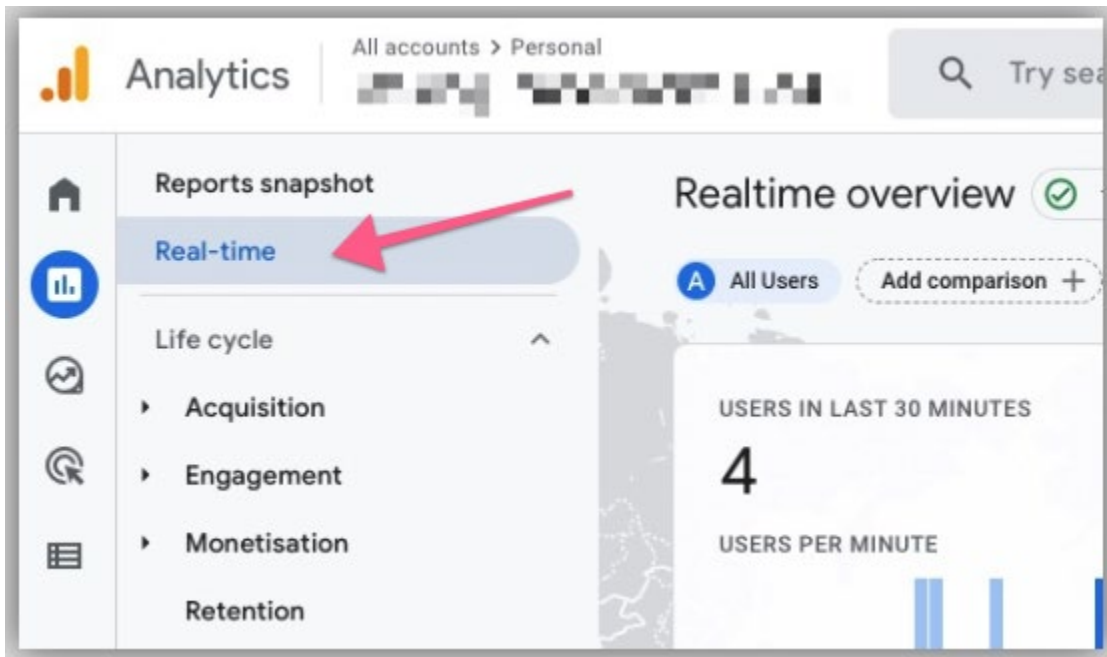 Analytics
All accounts > Personal
Try sea
Reports snapshot
Real-time
Life cycle
Acquisition
Engagement
Monetisation
Retention
Realtime overview
A All Users
Add comparison +
USERS IN LAST 30 MINUTES
4
USERS PER MINUTE